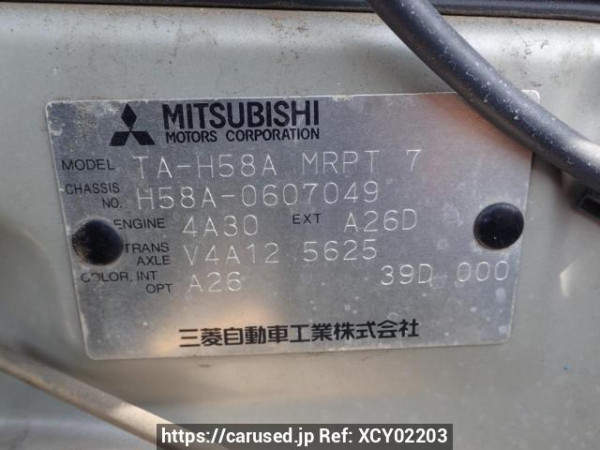 MITSUBISHI
MOTORS CORPORATION
MODEL TA-H58A MRPT 7
CHASSIS NO. H58A-0607049
ENGINE 4A30 EXT A26D
TRANS AXLE V4A12 5625
COLOR, INT OPT A26 39D 000
三菱自動車工業株式会社
https://carused.jp Ref: XCY02203